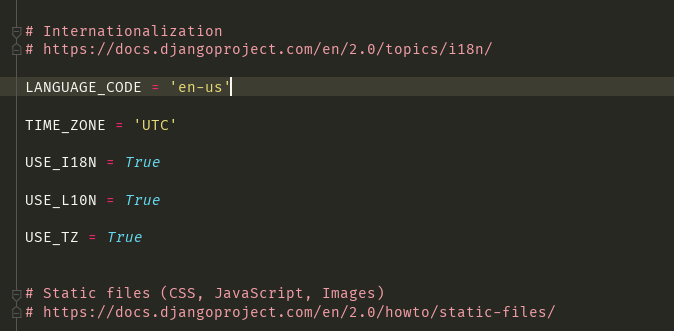 # Internationalization
# https://docs.djangoproject.com/en/2.0/topics/i18n/
LANGUAGE_CODE = 'en-us'
TIME_ZONE = 'UTC'
USE_I18N = True
USE_L10N = True
USE_TZ = True
# Static files (CSS, JavaScript, Images)
# https://docs.djangoproject.com/en/2.0/howto/static-files/